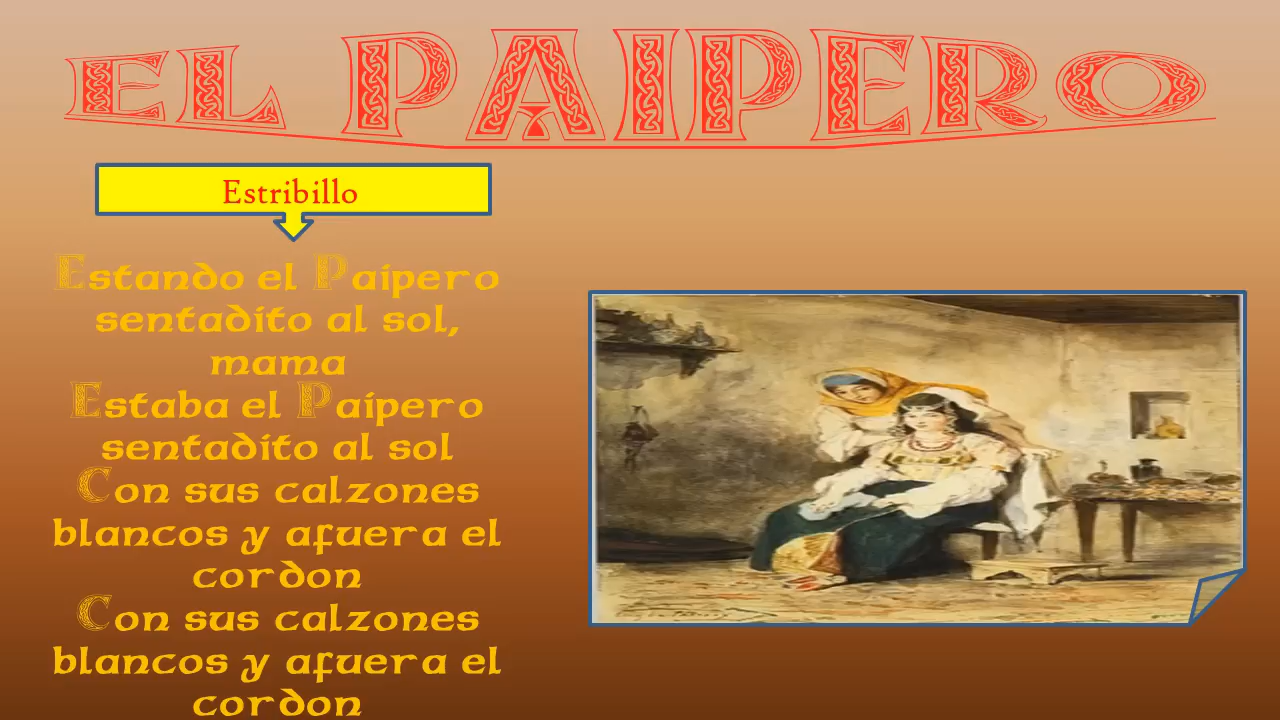 EL PAIPERO
Estribillo
Estando el Paipero
sentadito al sol,
mama
Estaba el Paipero
sentadito al sol
Con sus calzones
blancos y afuera el
cordon
Con sus calzones
blancos y afuera el
cordon